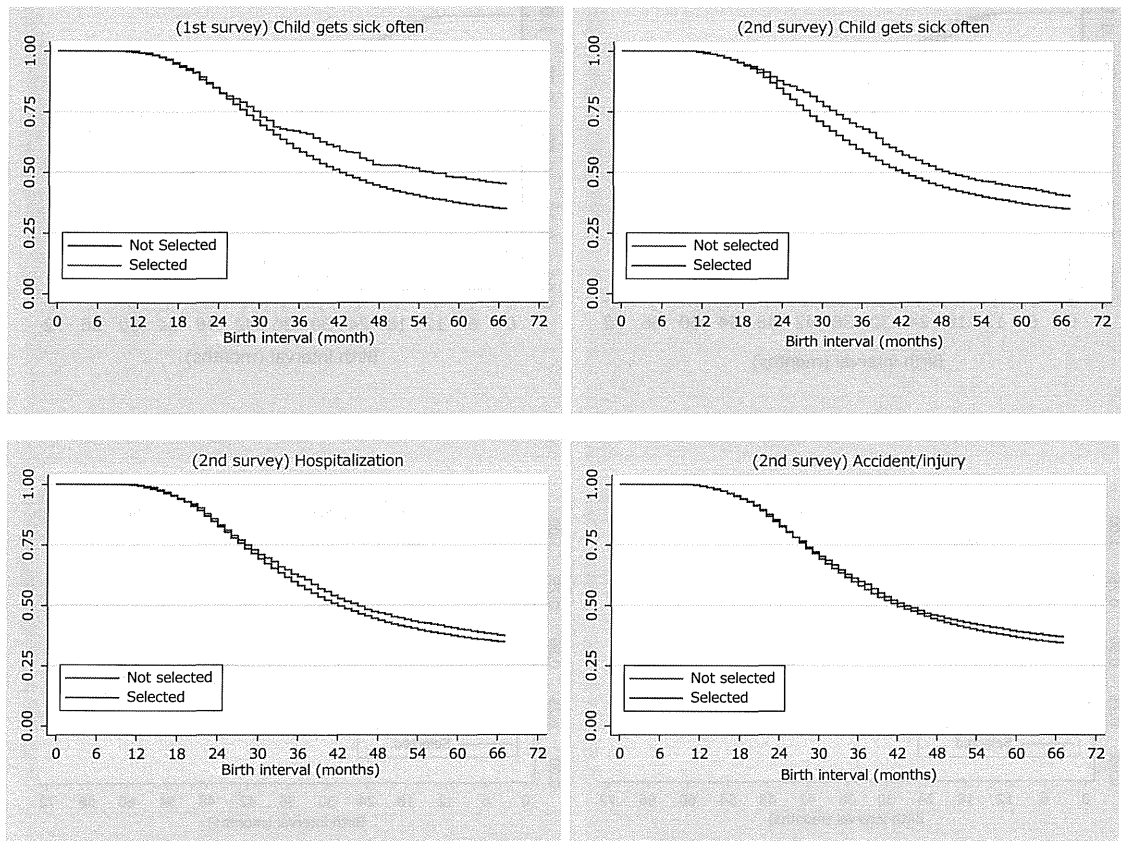 (1st survey) Child gets sick often
1.00
0.75
0.50
0.25
0.00
Not Selected
Selected
0 6 12 18 24 30 36 42 48 54 60 66 72
Birth interval (month)
(2nd survey) Child gets sick often
1.00
0.75
0.50
0.25
0.00
Not selected
Selected
0 6 12 18 24 30 36 42 48 54 60 66 72
Birth interval (month)
(2nd survey) Hospitalization
1.00
0.75
0.50
0.25
0.00
Not selected
Selected
0 6 12 18 24 30 36 42 48 54 60 66 72
Birth interval (months)
(2nd survey) Accident/injury
1.00
0.75
0.50
0.25
0.00
Not selected
Selected
0 6 12 18 24 30 36 42 48 54 60 66 72
Birth interval (months)